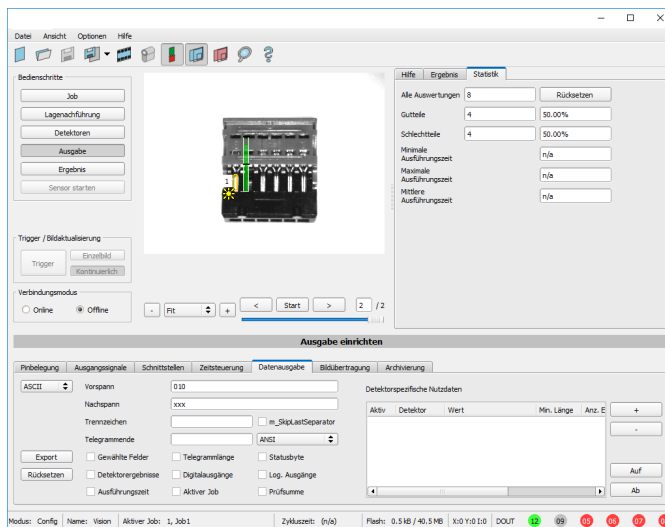 Datei Ansicht Optionen Hilfe
Bedienschritte
Job
Lagenachführung
Detektoren
Ausgabe
Ergebnis
Sensor starten
Trigger / Bildaktualisierung
Trigger
Einzelbild
Kontinuierlich
Verbindungsmodus
Online Offline
1
- Fit + < Start > 2 / 2
Hilfe Ergebnis Statistik
Alle Auswertungen 8 Rücksetzen
Gutteile 4 50.00%
Schlechtteile 4 50.00%
Minimale
Ausführungszeit n/a
Maximale
Ausführungszeit n/a
Mittlere
Ausführungszeit n/a
Ausgabe einrichten
Pinbelegung Ausgangssignale Schnittstellen Zeitsteuerung Datenausgabe Bildübertragung Archivierung
ASCII Vorspann 010
Nachspann xxx
Trennzeichen m_SkipLastSeparator
Telegrammende ANSI
Export Gewählte Felder Telegrammlänge Statusbyte
Rücksetzen Detektorergebnisse Digitalausgänge Log. Ausgänge
Ausführungszeit Aktiver Job Prüfsumme
Detektorspezifische Nutzdaten
Aktiv Detektor Wert Min. Länge Anz. E
+
-
Auf
Ab
Modus: Config Name: Vision Aktiver Job: 1, Job1 Zykluszeit: (n/a) Flash: 0.5 kB / 40.5 MB X:0 Y:0 I:0 DOUT 12 09 05 06 07